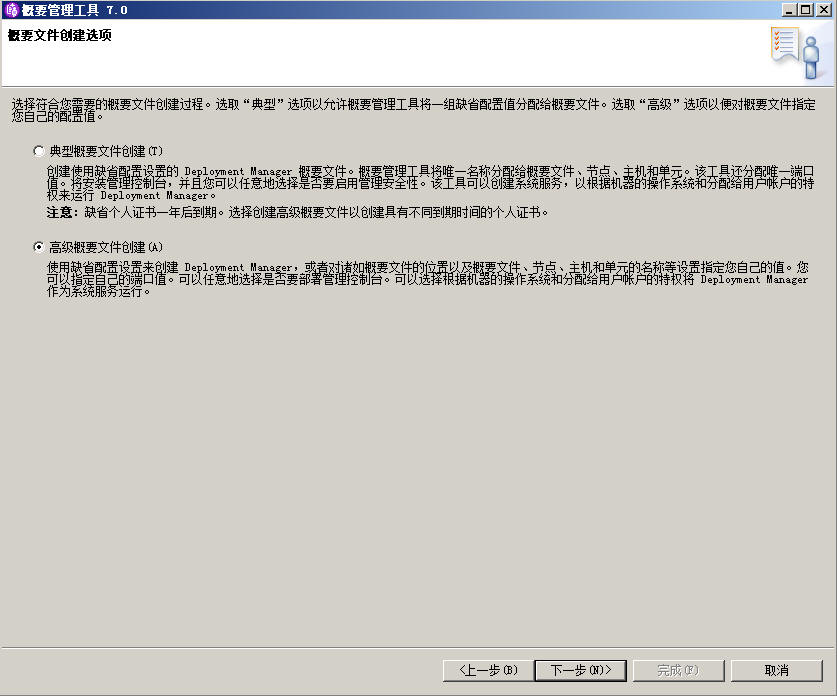 概要管理工具 7.0
概要文件创建选项
选择符合您需要的概要文件创建过程。选取“典型”选项以允许概要管理工具将一组缺省配置值分配给概要文件。选取“高级”选项以便对概要文件指定
您自己的配置值。
典型概要文件创建(T)
创建使用缺省配置设置的 Deployment Manager 概要文件。概要管理工具将唯一名称分配给概要文件、节点、主机和单元。该工具还分配唯一端口
值。将安装管理控制台，并且您可以任意地选择是否要启用管理安全性。该工具可以创建系统服务，以根据机器的操作系统和分配给用户帐户的特
权来运行 Deployment Manager。
注意：缺省个人证书一年后到期。选择创建高级概要文件以创建具有不同到期时间的个人证书。
高级概要文件创建(A)
使用缺省配置设置来创建 Deployment Manager，或者对诸如概要文件的位置以及概要文件、节点、主机和单元的名称等设置指定您自己的值。您
可以指定自己的端口值。可以任意地选择是否要部署管理控制台。可以选择根据机器的操作系统和分配给用户帐户的特权将 Deployment Manager
作为系统服务运行。
<上一步(B) 下一步(N)> 完成(F) 取消